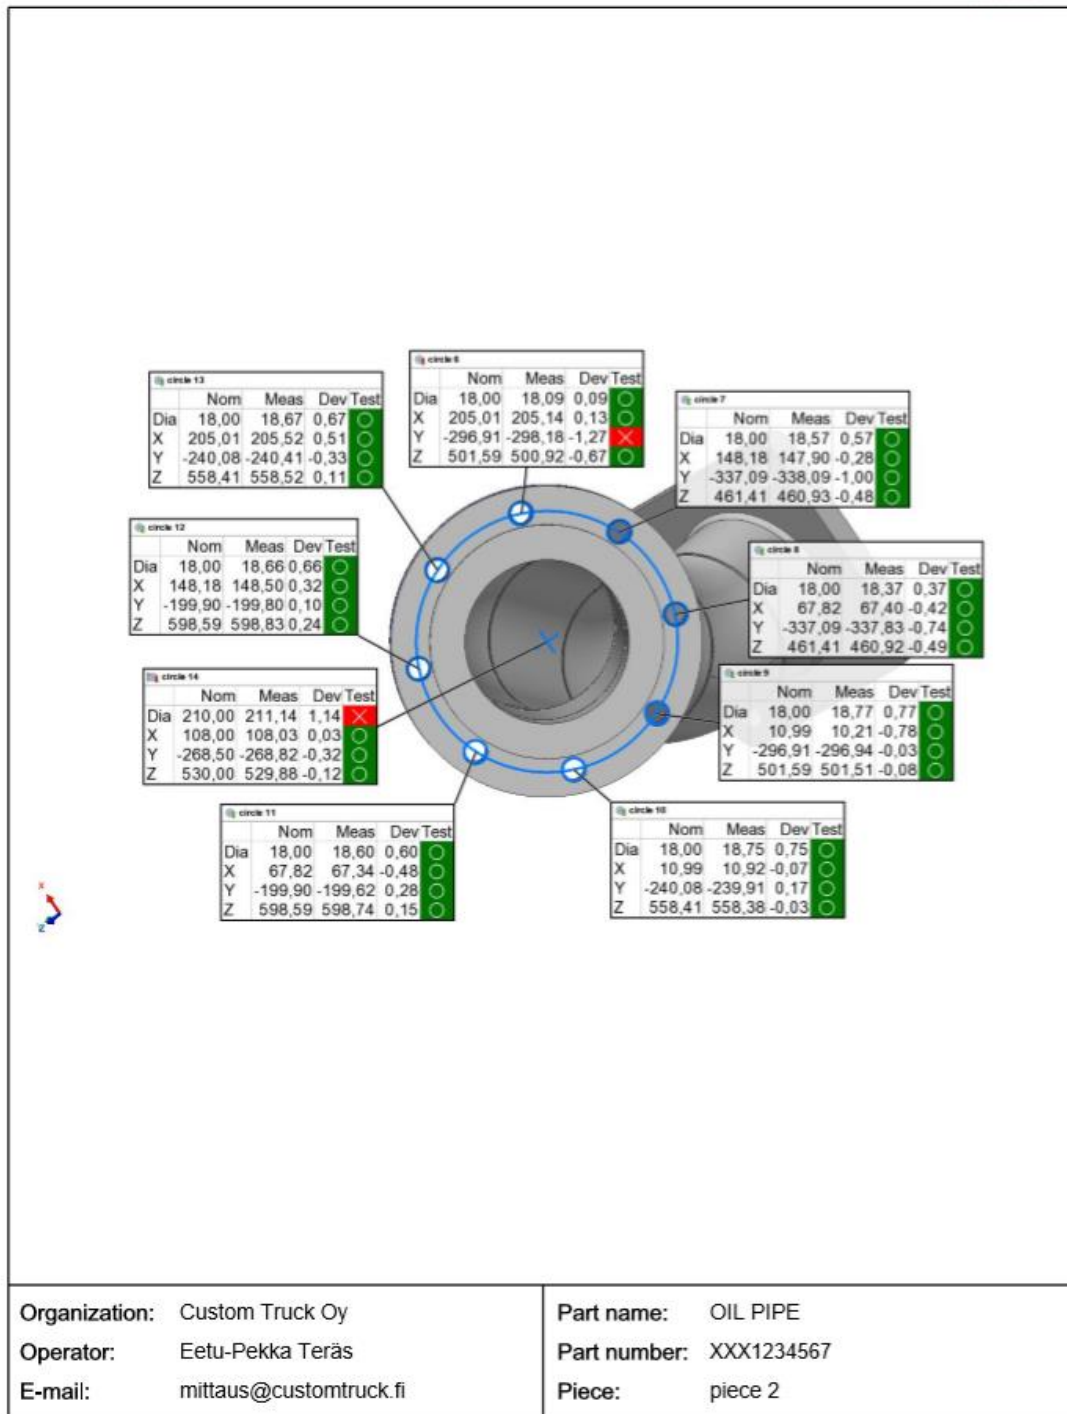 circle 13
Nom Meas Dev Test
Dia 18,00 18,67 0,67
X 205,01 205,52 0,51
Y -240,08 -240,41 -0,33
Z 558,41 558,52 0,11
circle 6
Nom Meas Dev Test
Dia 18,00 18,09 0,09
X 205,01 205,14 0,13
Y -296,91 -298,18 -1,27
Z 501,59 500,92 -0,67
circle 7
Nom Meas Dev Test
Dia 18,00 18,57 0,57
X 148,18 147,90 -0,28
Y -337,09 -338,09 -1,00
Z 461,41 460,93 -0,48
circle 12
Nom Meas Dev Test
Dia 18,00 18,66 0,66
X 148,18 148,50 0,32
Y -199,90 -199,80 0,10
Z 598,59 598,83 0,24
circle 8
Nom Meas Dev Test
Dia 18,00 18,37 0,37
X 67,82 67,40 -0,42
Y -337,09 -337,83 -0,74
Z 461,41 460,92 -0,49
circle 14
Nom Meas Dev Test
Dia 210,00 211,14 1,14
X 108,00 108,03 0,03
Y -268,50 -268,82 -0,32
Z 530,00 529,88 -0,12
circle 9
Nom Meas Dev Test
Dia 18,00 18,77 0,77
X 10,99 10,21 -0,78
Y -296,91 -296,94 -0,03
Z 501,59 501,51 -0,08
circle 11
Nom Meas Dev Test
Dia 18,00 18,60 0,60
X 67,82 67,34 -0,48
Y -199,90 -199,62 0,28
Z 598,59 598,74 0,15
circle 10
Nom Meas Dev Test
Dia 18,00 18,75 0,75
X 10,99 10,92 -0,07
Y -240,08 -239,91 0,17
Z 558,41 558,38 -0,03
X
Z
Organization: Custom Truck Oy
Operator: Eetu-Pekka Teräs
E-mail: mittaus@customtruck.fi
Part name: OIL PIPE
Part number: XXX1234567
Piece: piece 2